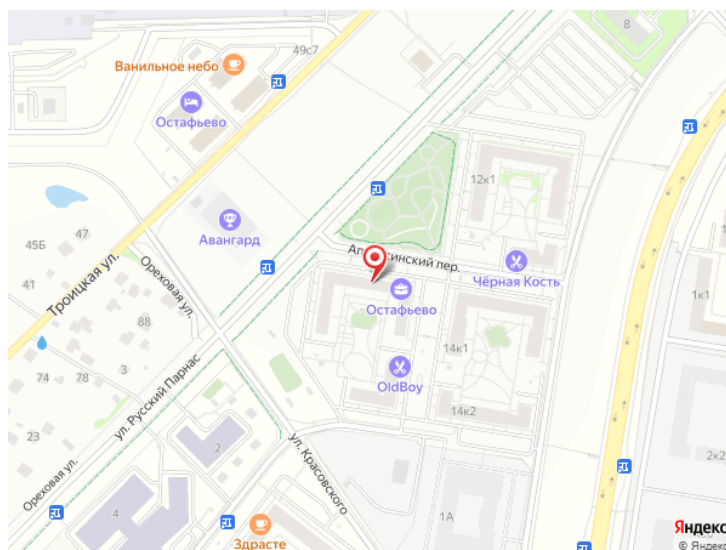 8
49с7
Ванильное небо
Остафьево
12к1
45Б
47
Авангард
41
Троицкая ул.
Ореховая ул.
Чёрная Кость
Остафьево
1к1
88
3
14к1
74
78
ул. Русский Парнас
OldBoy
14к2
23
2
ул. Красовского
Ореховая ул.
2к2
4
1А
Здрасте
Яндекс